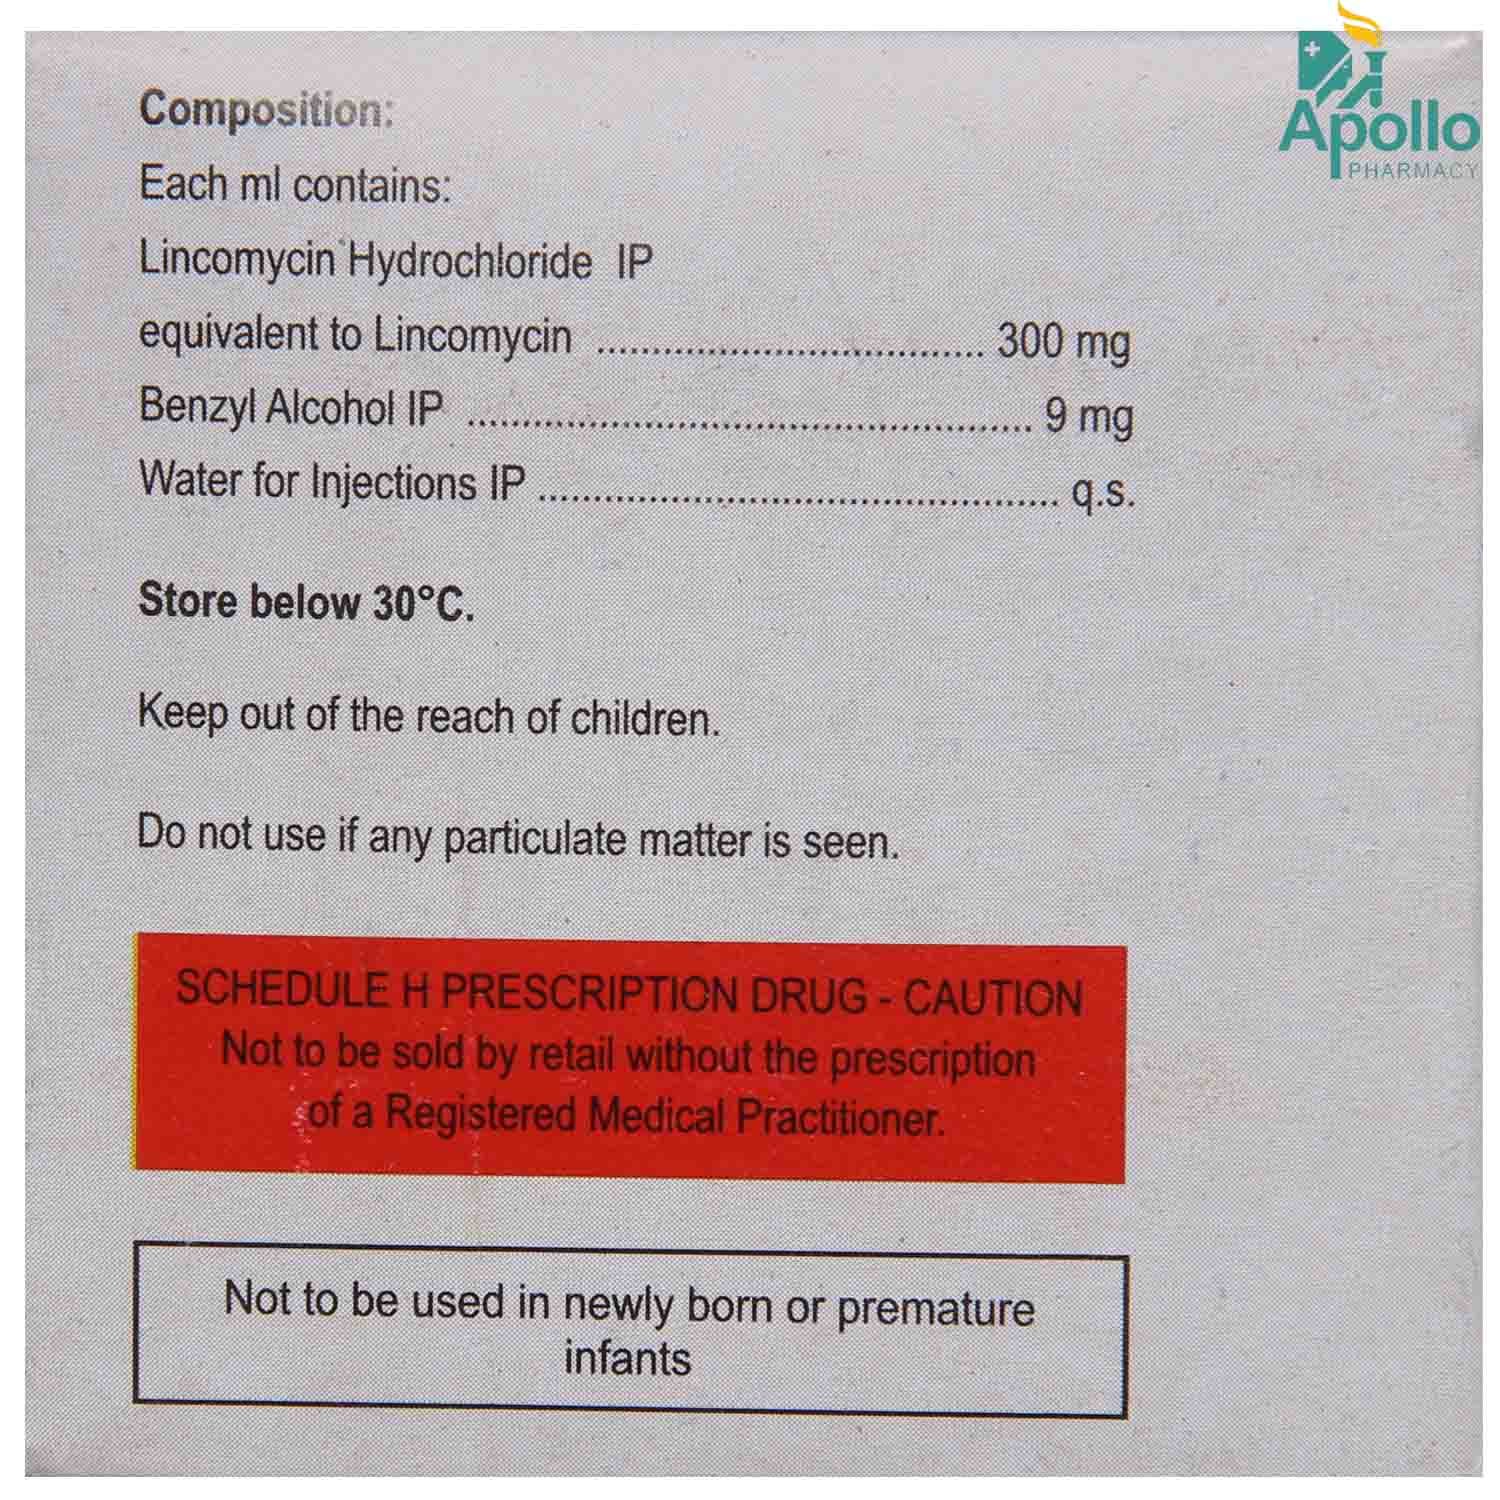 Apollo
PHARMACY
Composition:
Each ml contains:
Lincomycin Hydrochloride IP
equivalent to Lincomycin ................................... 300 mg
Benzyl Alcohol IP ................................................... 9 mg
Water for Injections IP ............................................... q.s.
Store below 30°C.
Keep out of the reach of children.
Do not use if any particulate matter is seen.
SCHEDULE H PRESCRIPTION DRUG - CAUTION
Not to be sold by retail without the prescription
of a Registered Medical Practitioner.
Not to be used in newly born or premature
infants